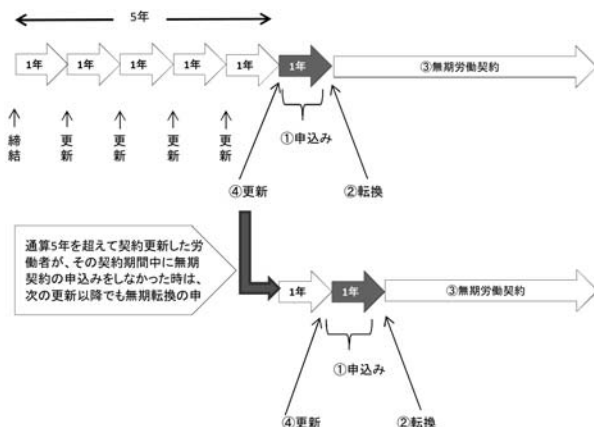 5年
1年 1年 1年 1年 1年 1年 ③無期労働契約
締結 更新 更新 更新 更新
①申込み
④更新 ②転換
通算5年を超えて契約更新した労
働者が、その契約期間中に無期
契約の申込みをしなかった時は、
次の更新以降でも無期転換の申
1年 1年 ③無期労働契約
①申込み
④更新 ②転換